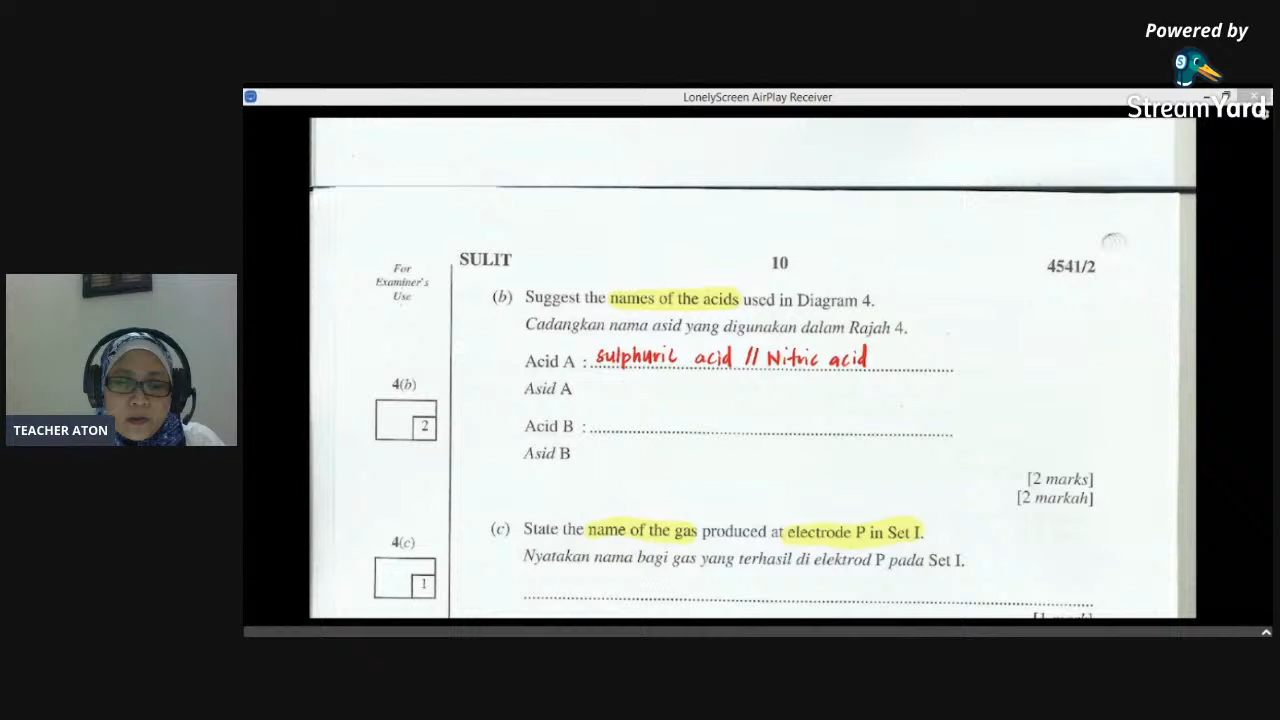 Powered by
S
StreamYard
LonelyScreen AirPlay Receiver
For
Examiner's
Use
SULIT
10
4541/2
(b) Suggest the names of the acids used in Diagram 4.
Cadangkan nama asid yang digunakan dalam Rajah 4.
Acid A : sulphuric acid // Nitric acid
Asid A
4(b)
2
Acid B :
Asid B
[2 marks]
[2 markah]
(c) State the name of the gas produced at electrode P in Set I.
Nyatakan nama bagi gas yang terhasil di elektrod P pada Set I.
4(c)
1
[1 mark]
TEACHER ATON